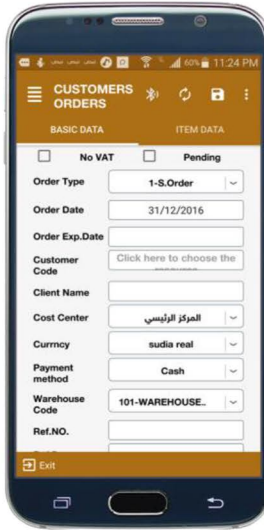 60% 11:24 PM
CUSTOMERS
ORDERS
BASIC DATA ITEM DATA
No VAT Pending
Order Type 1-S.Order
Order Date 31/12/2016
Order Exp.Date
Customer
Code
Click here to choose the
Client Name
Cost Center المركز الرئيسي
Currncy sudia real
Payment
method
Cash
Warehouse
Code
101-WAREHOUSE..
Ref.NO.
Exit